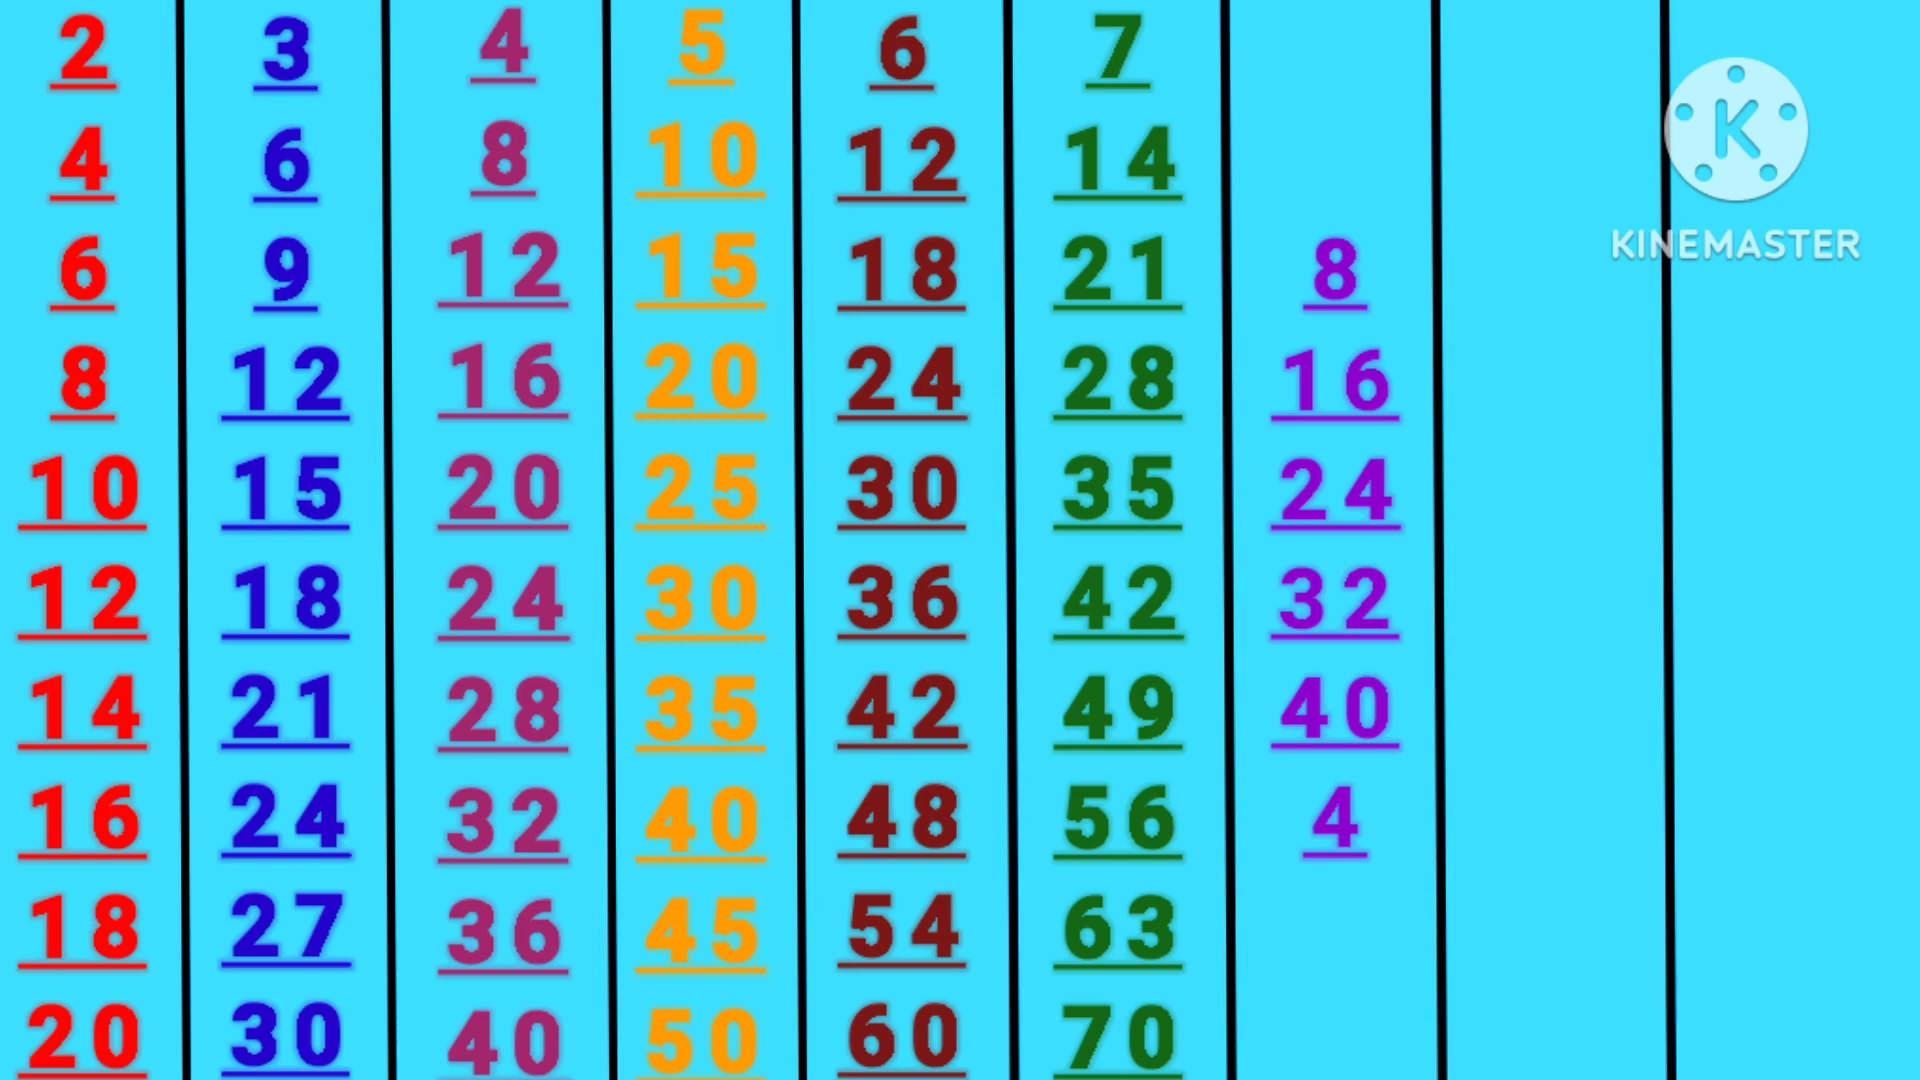 2 3 4 5 6 7
4 6 8 10 12 14
6 9 12 15 18 21 8
8 12 16 20 24 28 16
10 15 20 25 30 35 24
12 18 24 30 36 42 32
14 21 28 35 42 49 40
16 24 32 40 48 56 4
18 27 36 45 54 63
20 30 40 50 60 70
K
KINEMASTER